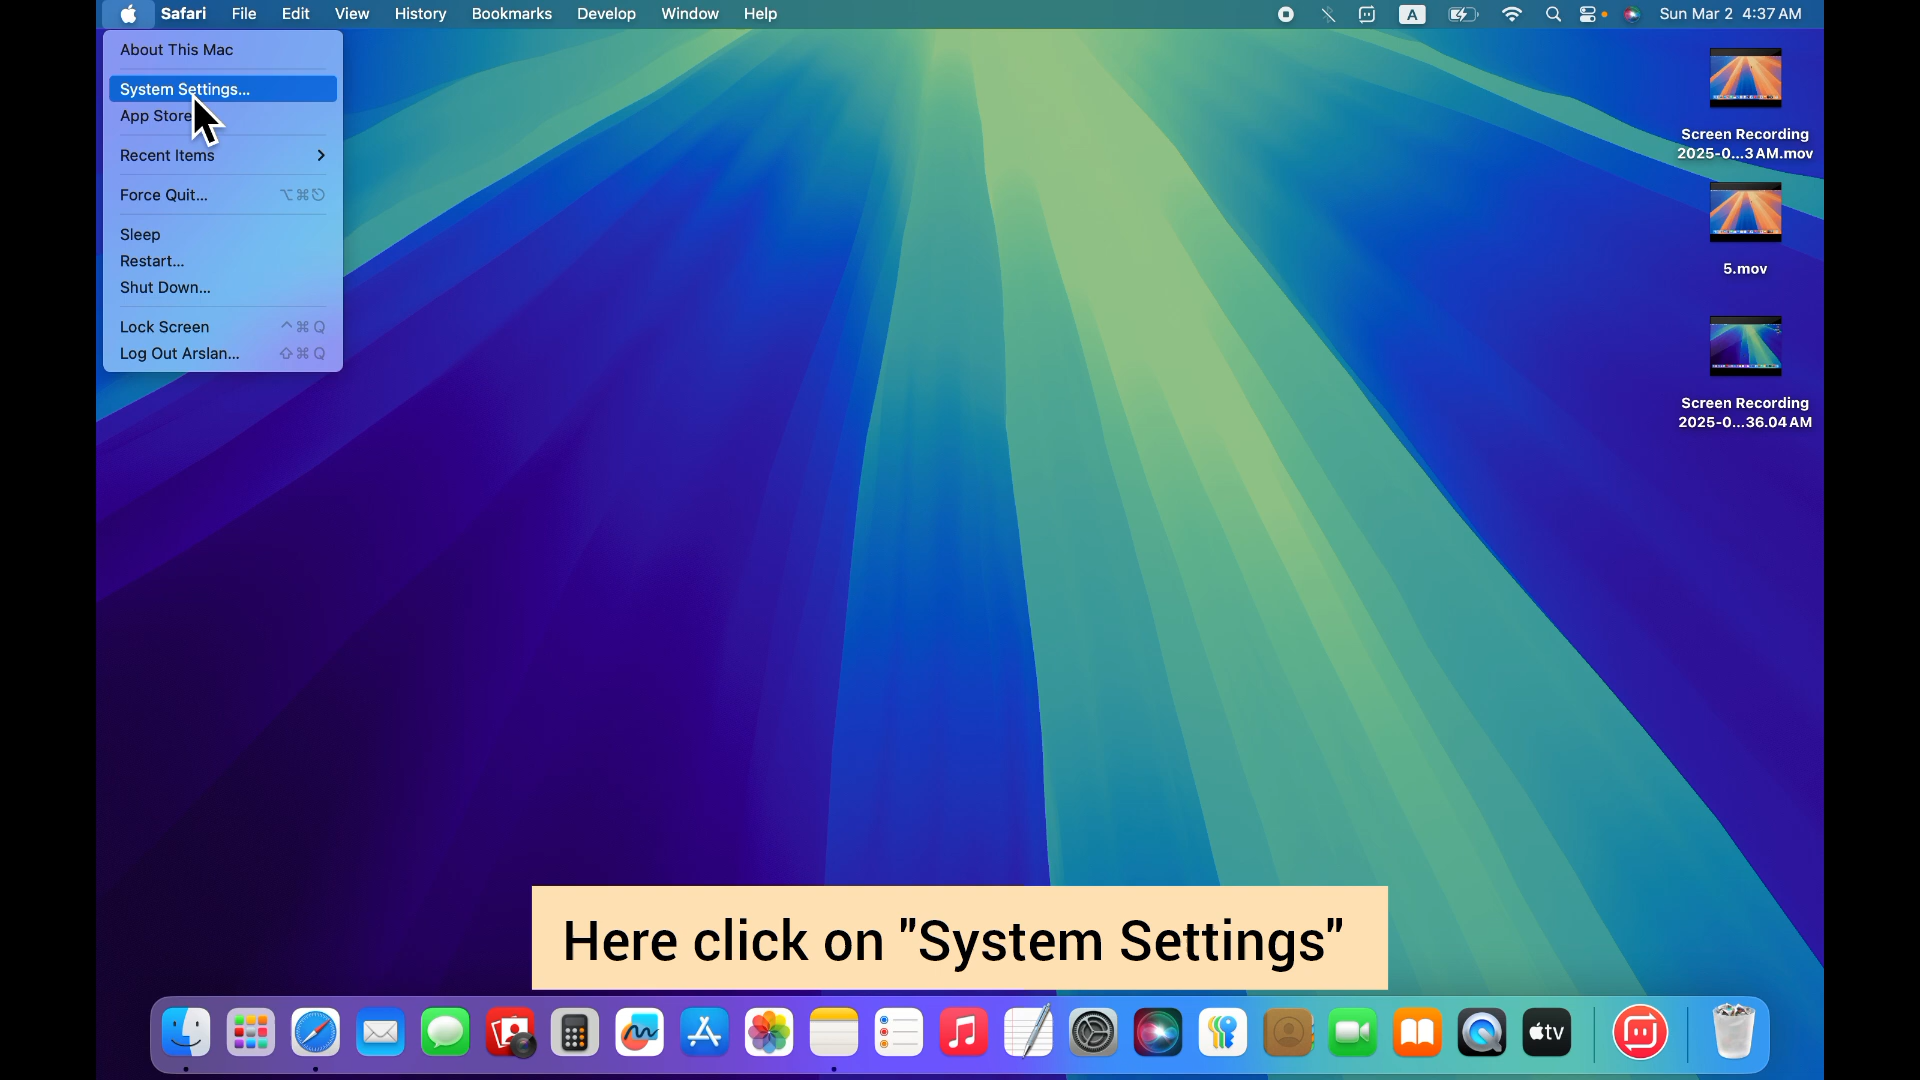 Safari File Edit View History Bookmarks Develop Window Help A Sun Mar 2 4:37 AM
About This Mac
System Settings...
App Store
Recent Items
Force Quit... ⌥⌘⎋
Sleep
Restart...
Shut Down...
Lock Screen ^⌘Q
Log Out Arslan... ⇧⌘Q
Screen Recording
2025-0...3 AM.mov
5.mov
Screen Recording
2025-0...36.04 AM
Here click on "System Settings"
tv